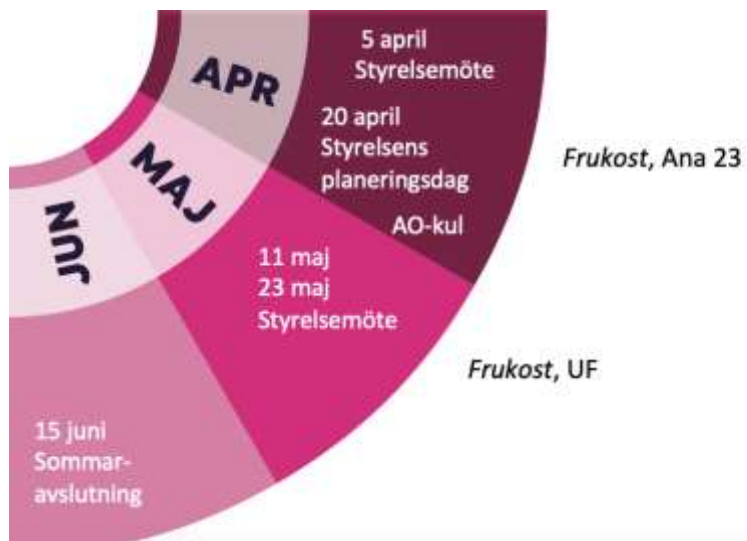 APR
5 april
Styrelsemöte
20 april
Styrelsens
planeringsdag
AO-kul
Frukost, Ana 23
MAJ
11 maj
23 maj
Styrelsemöte
Frukost, UF
JUN
15 juni
Sommar-
avslutning